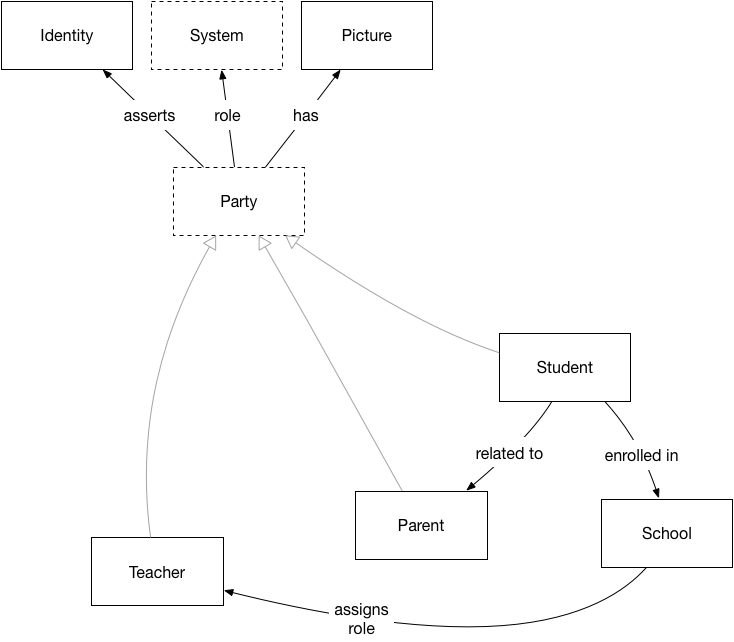 Identity
System
Picture
asserts
role
has
Party
Student
related to
enrolled in
Parent
School
Teacher
assigns
role